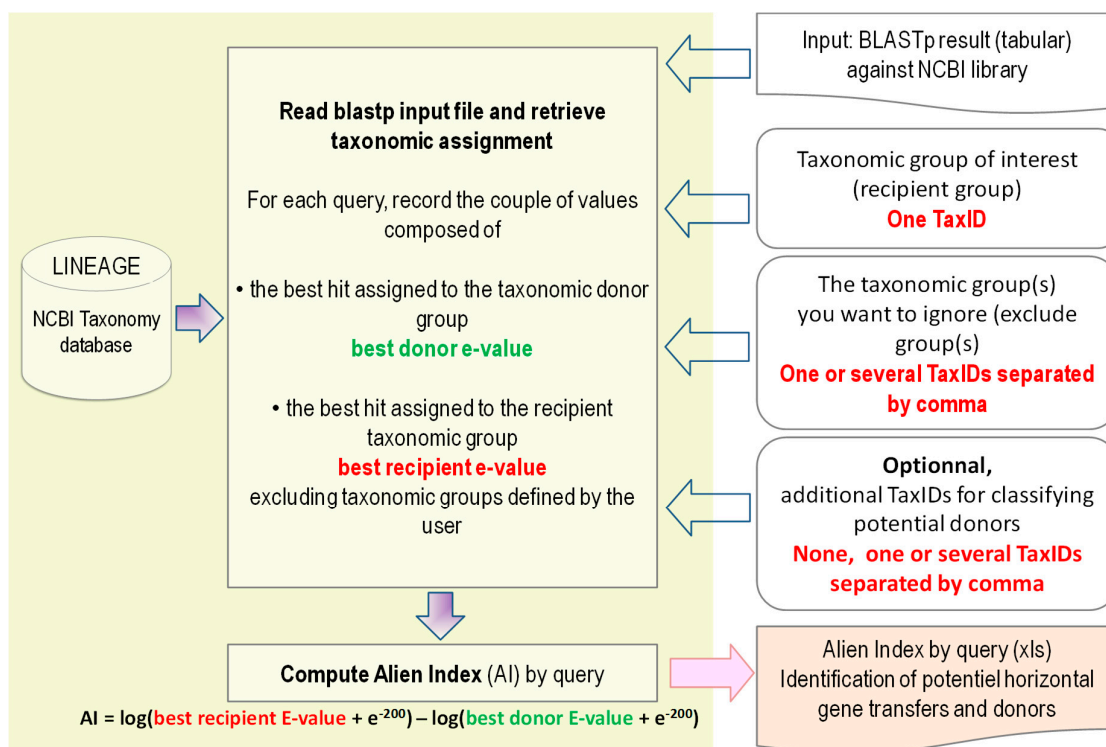 Input: BLASTp result (tabular)
against NCBI library
Read blastp input file and retrieve
taxonomic assignment
For each query, record the couple of values
composed of
• the best hit assigned to the taxonomic donor
group
best donor e-value
• the best hit assigned to the recipient
taxonomic group
best recipient e-value
excluding taxonomic groups defined by the
user
LINEAGE
NCBI Taxonomy
database
Taxonomic group of interest
(recipient group)
One TaxID
The taxonomic group(s)
you want to ignore (exclude
group(s)
One or several TaxIDs separated
by comma
Optionnal,
additional TaxIDs for classifying
potential donors
None, one or several TaxIDs
separated by comma
Compute Alien Index (AI) by query
AI = log(best recipient E-value + e-200) – log(best donor E-value + e-200)
Alien Index by query (xls)
Identification of potentiel horizontal
gene transfers and donors